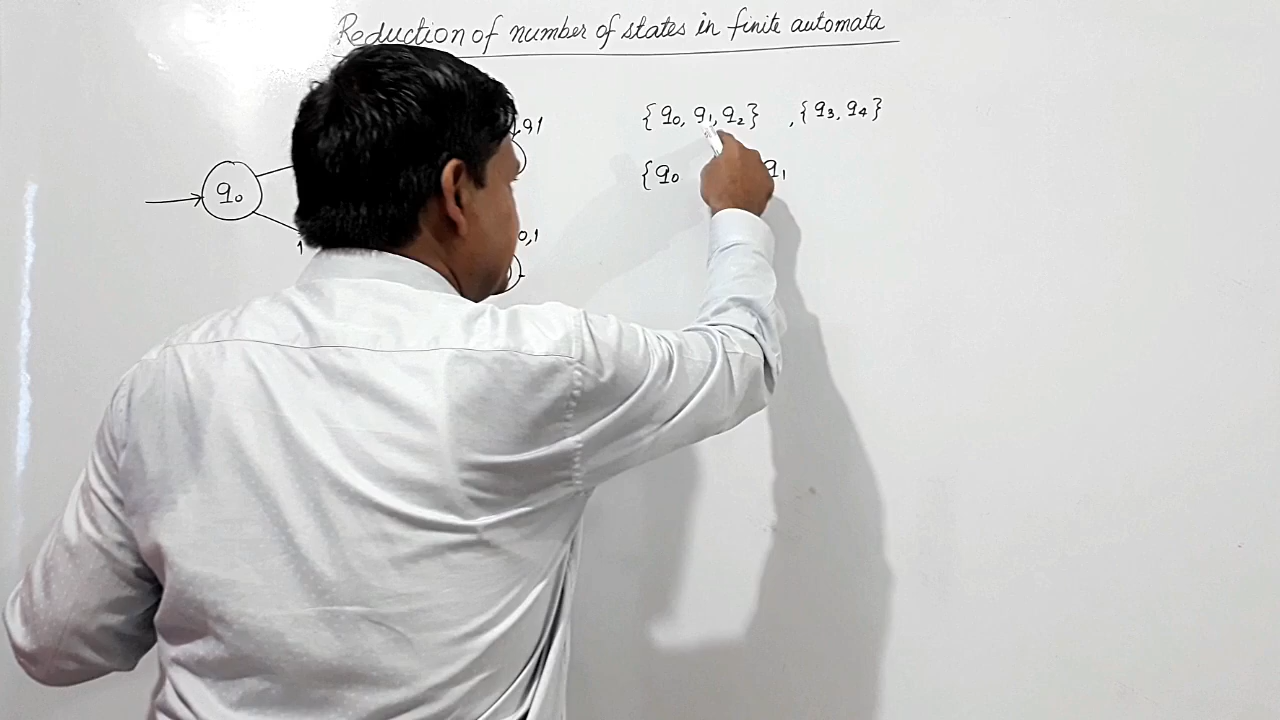 Reduction of number of states in finite automata
{q0, q1, q2} , {q3, q4}
{q0 q1
q0
1
0,1